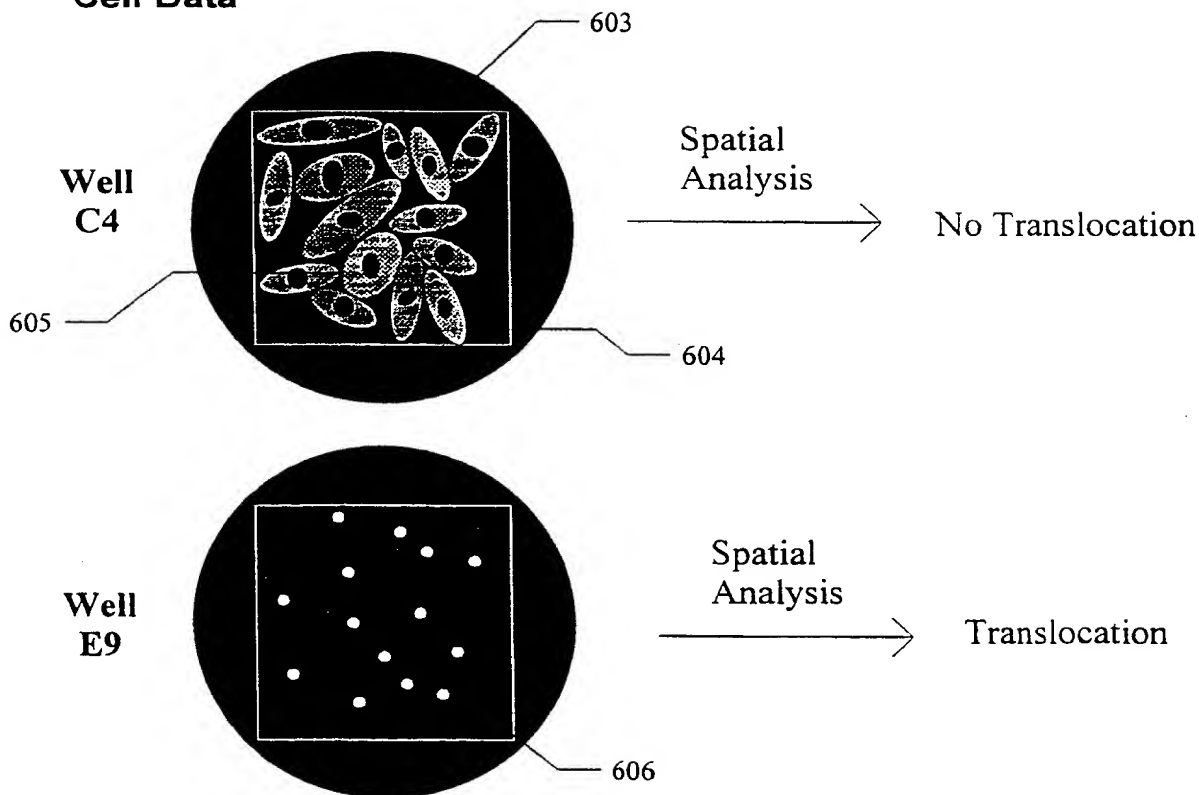 Cell Data
603
Well
C4
Spatial
Analysis
No Translocation
605
604
Well
E9
Spatial
Analysis
Translocation
606